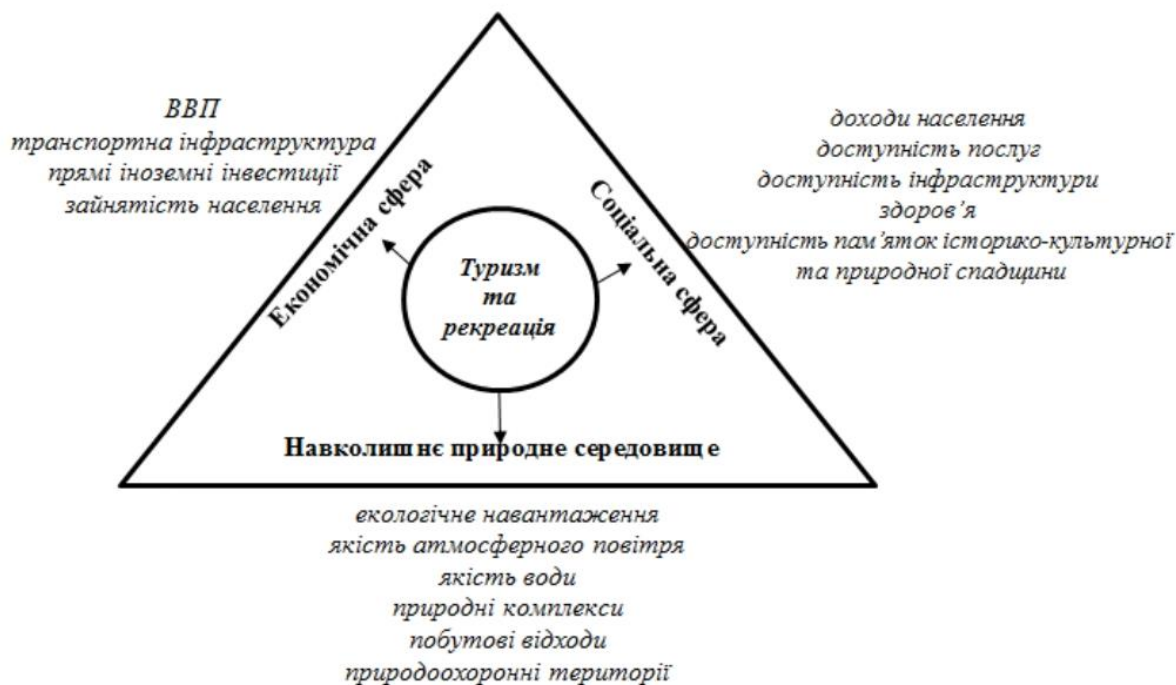 ВВП
транспортна інфраструктура
прямі іноземні інвестиції
зайнятість населення
Економічна сфера
Туризм
та
рекреація
Соціальна сфера
доходи населення
доступність послуг
доступність інфраструктури
здоров’я
доступність пам’яток історико-культурної
та природної спадщини
Навколишнє природне середовище
екологічне навантаження
якість атмосферного повітря
якість води
природні комплекси
побутові відходи
природоохоронні території